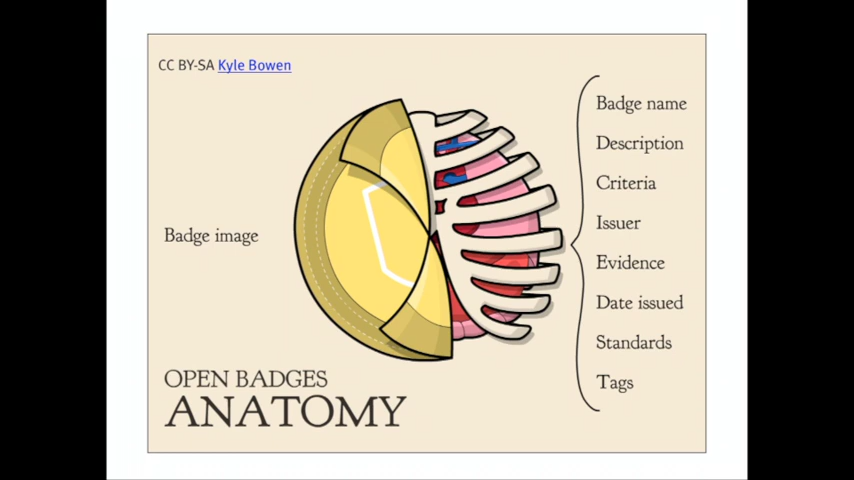 CC BY-SA Kyle Bowen
Badge image
OPEN BADGES
ANATOMY
Badge name
Description
Criteria
Issuer
Evidence
Date issued
Standards
Tags